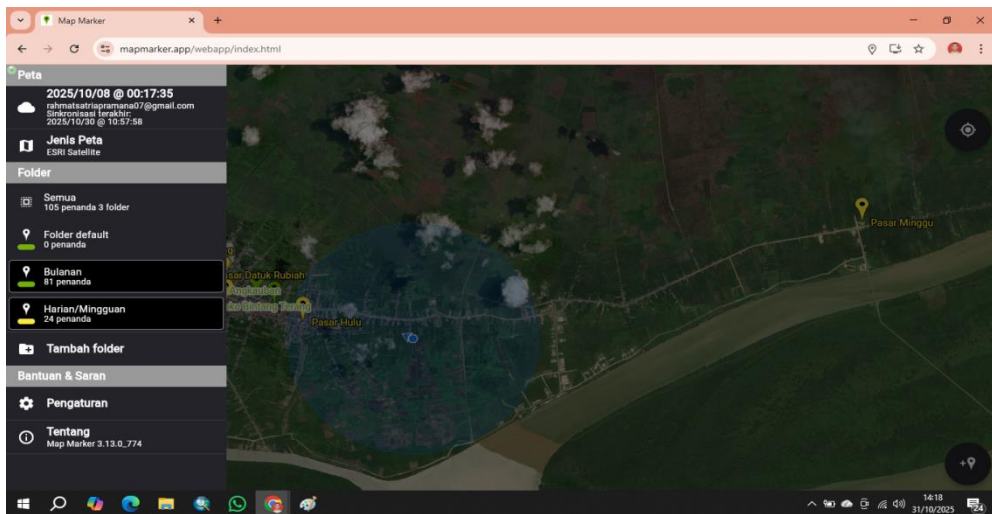 Map Marker
mapmarker.app/webapp/index.html
Peta
2025/10/08 @ 00:17:35
rahmatsatriapramana07@gmail.com
Sinkronisasi terakhir:
2025/10/30 @ 10:57:58
Jenis Peta
ESRI Satellite
Folder
Semua
105 penanda 3 folder
Folder default
0 penanda
Bulanan
81 penanda
Harian/Mingguan
24 penanda
Tambah folder
Bantuan & Saran
Pengaturan
Tentang
Map Marker 3.13.0_774
Pasar Minggu
Datuk Rubiah
Bintang Terang
Pasar Hulu
14:18
31/10/2025
24